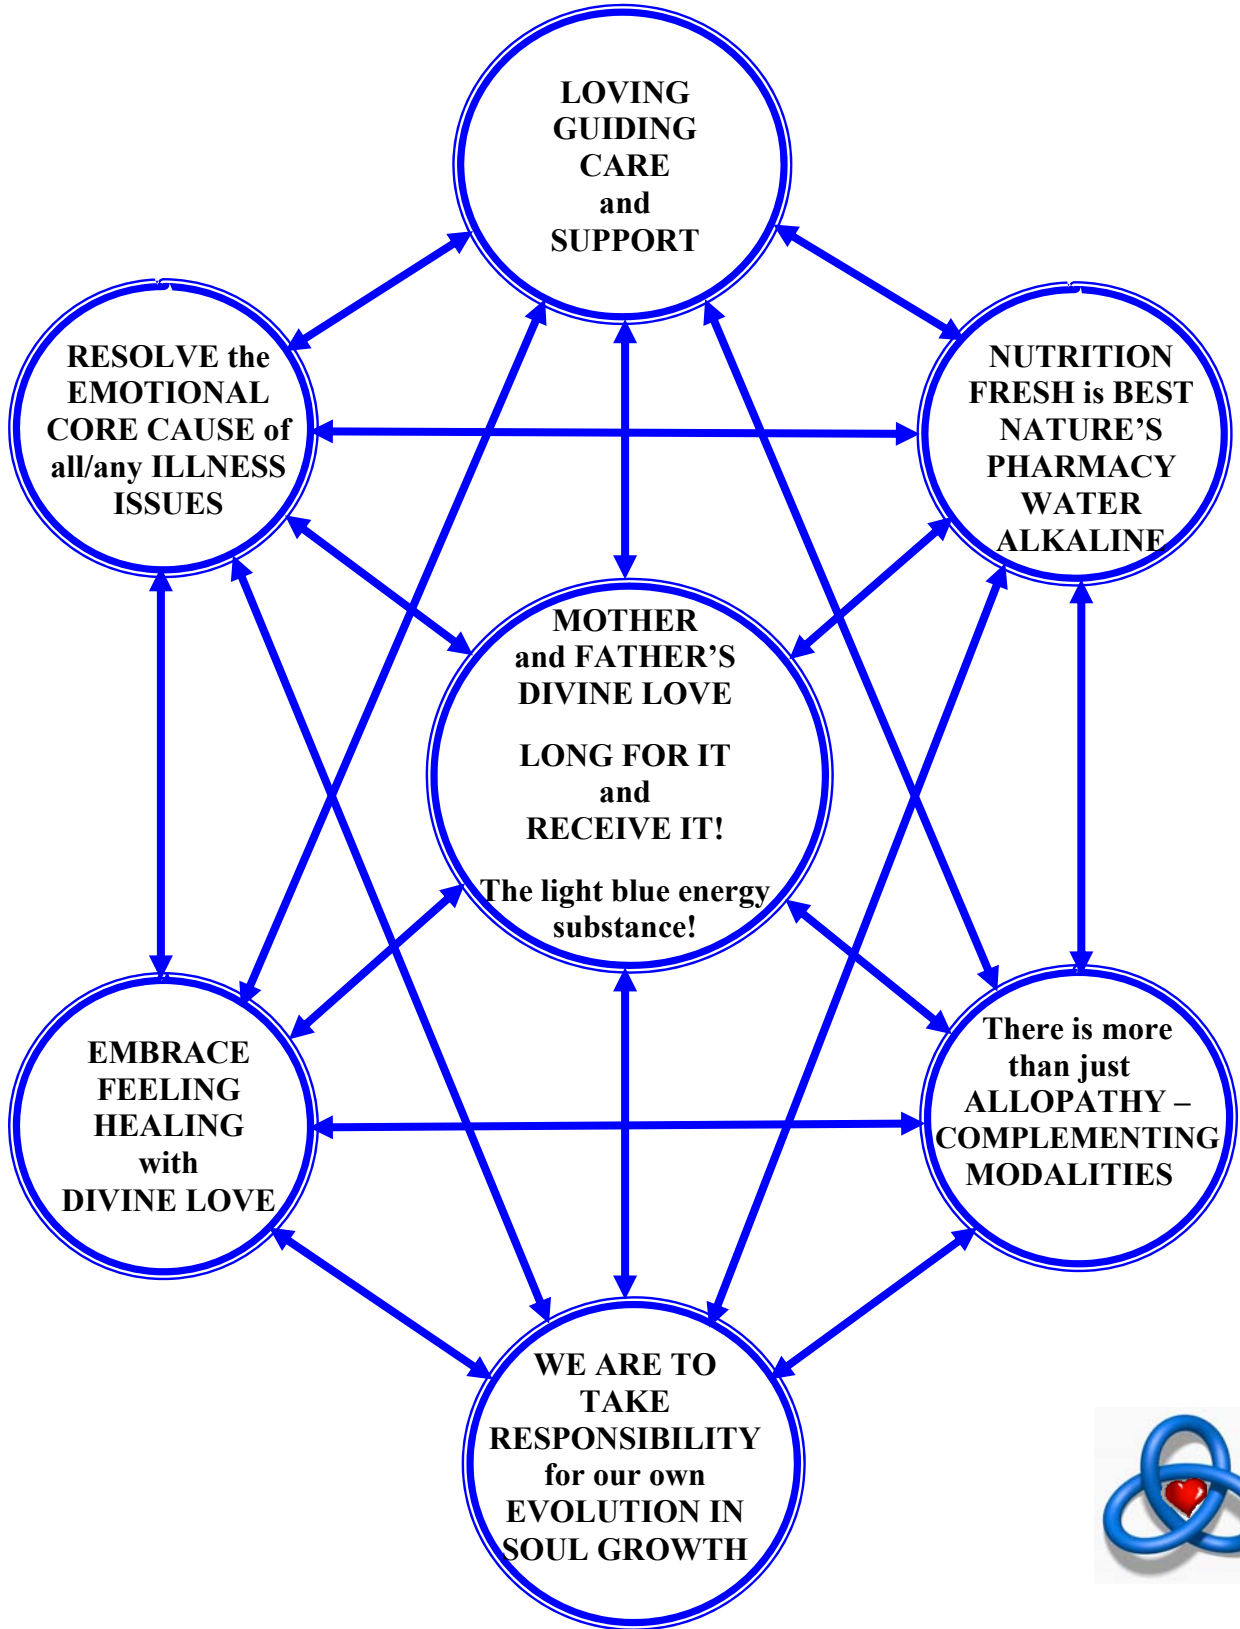 LOVING
GUIDING
CARE
and
SUPPORT
RESOLVE the
EMOTIONAL
CORE CAUSE of
all/any ILLNESS
ISSUES
NUTRITION
FRESH is BEST
NATURE’S
PHARMACY
WATER
ALKALINE
MOTHER
and FATHER’S
DIVINE LOVE
LONG FOR IT
and
RECEIVE IT!
The light blue energy
substance!
EMBRACE
FEELING
HEALING
with
DIVINE LOVE
There is more
than just
ALLOPATHY –
COMPLEMENTING
MODALITIES
WE ARE TO
TAKE
RESPONSIBILITY
for our own
EVOLUTION IN
SOUL GROWTH